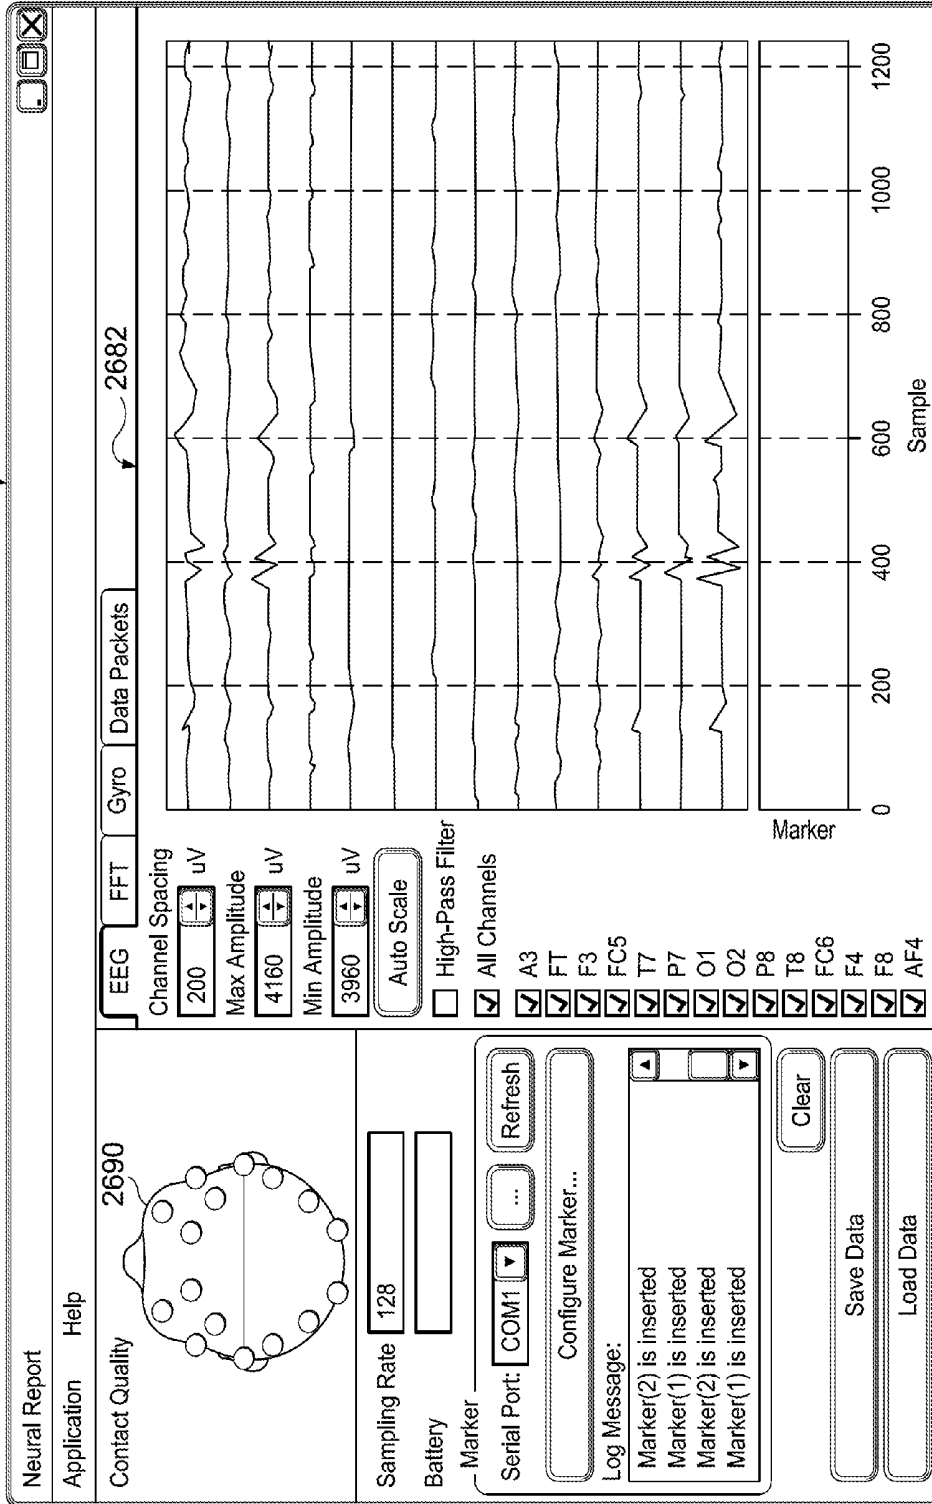 Neural Report
Application Help
Contact Quality
2690
Sampling Rate 128
Battery
Marker
Serial Port: COM1 ... Refresh
Configure Marker...
Log Message:
Marker(2) is inserted
Marker(1) is inserted
Marker(2) is inserted
Marker(1) is inserted
Clear
Save Data
Load Data
EEG FFT Gyro Data Packets
2682
Channel Spacing
200 uV
Max Amplitude
4160 uV
Min Amplitude
3960 uV
Auto Scale
High-Pass Filter
All Channels
A3
FT
F3
FC5
T7
P7
O1
O2
P8
T8
FC6
F4
F8
AF4
Marker
0 200 400 600 800 1000 1200
Sample